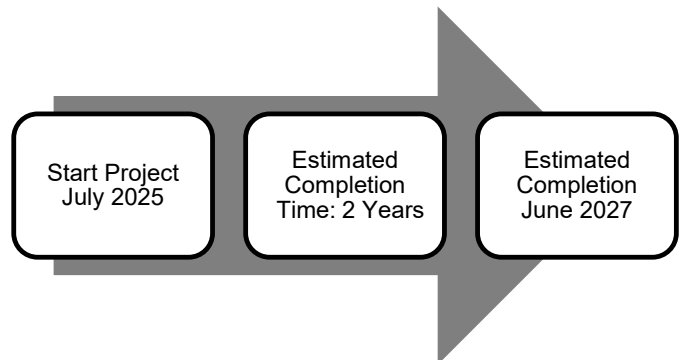 Start Project
July 2025
Estimated
Completion
Time: 2 Years
Estimated
Completion
June 2027